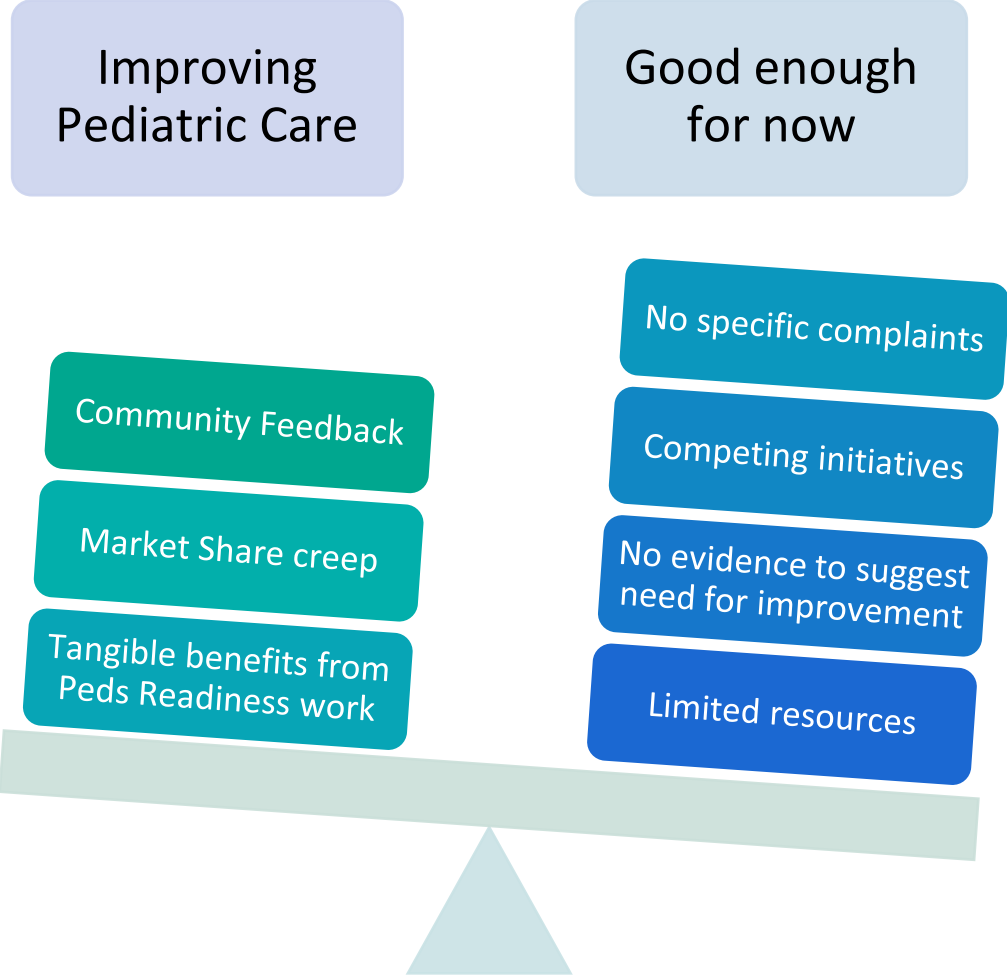 Improving
Pediatric Care
Good enough
for now
Community Feedback
Market Share creep
Tangible benefits from
Peds Readiness work
No specific complaints
Competing initiatives
No evidence to suggest
need for improvement
Limited resources